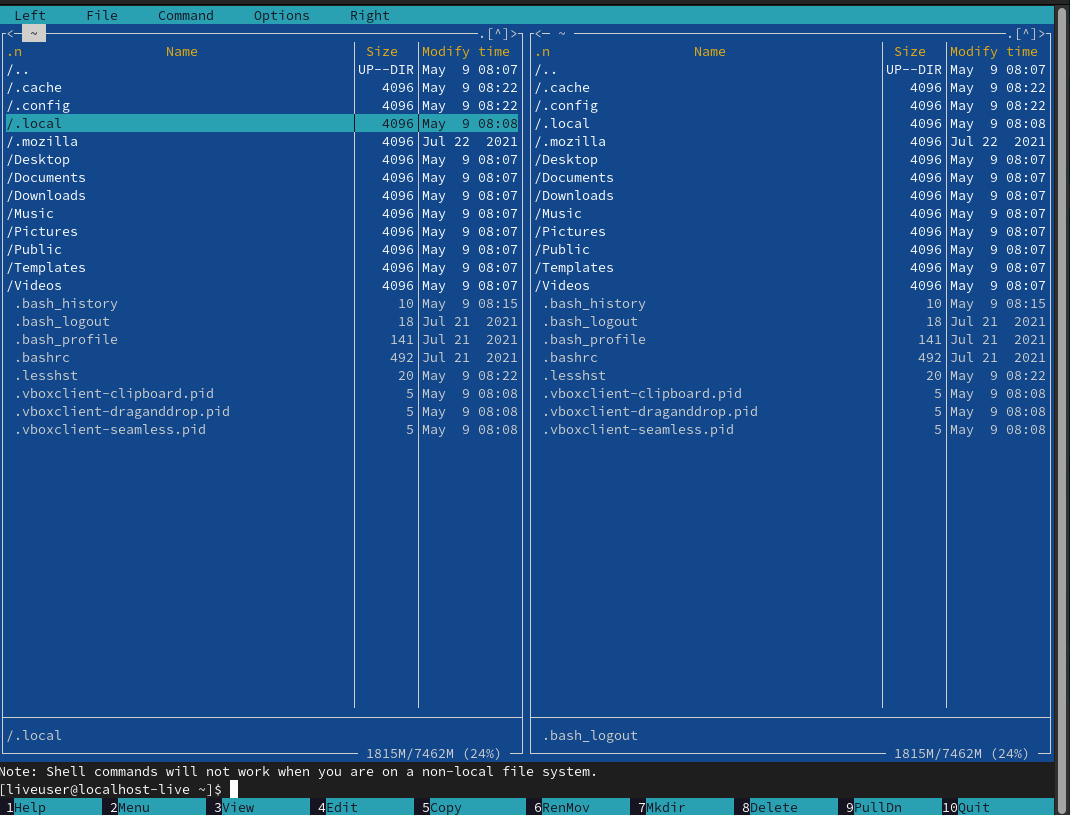 Left File Command Options Right
<─ ~ .[^]>┐ <─ ~ .[^]>┐
.n Name Size Modify time .n Name Size Modify time
/.. UP--DIR May 9 08:07 /.. UP--DIR May 9 08:07
/.cache 4096 May 9 08:22 /.cache 4096 May 9 08:22
/.config 4096 May 9 08:22 /.config 4096 May 9 08:22
/.local 4096 May 9 08:08 /.local 4096 May 9 08:08
/.mozilla 4096 Jul 22 2021 /.mozilla 4096 Jul 22 2021
/Desktop 4096 May 9 08:07 /Desktop 4096 May 9 08:07
/Documents 4096 May 9 08:07 /Documents 4096 May 9 08:07
/Downloads 4096 May 9 08:07 /Downloads 4096 May 9 08:07
/Music 4096 May 9 08:07 /Music 4096 May 9 08:07
/Pictures 4096 May 9 08:07 /Pictures 4096 May 9 08:07
/Public 4096 May 9 08:07 /Public 4096 May 9 08:07
/Templates 4096 May 9 08:07 /Templates 4096 May 9 08:07
/Videos 4096 May 9 08:07 /Videos 4096 May 9 08:07
.bash_history 10 May 9 08:15 .bash_history 10 May 9 08:15
.bash_logout 18 Jul 21 2021 .bash_logout 18 Jul 21 2021
.bash_profile 141 Jul 21 2021 .bash_profile 141 Jul 21 2021
.bashrc 492 Jul 21 2021 .bashrc 492 Jul 21 2021
.lesshst 20 May 9 08:22 .lesshst 20 May 9 08:22
.vboxclient-clipboard.pid 5 May 9 08:08 .vboxclient-clipboard.pid 5 May 9 08:08
.vboxclient-draganddrop.pid 5 May 9 08:08 .vboxclient-draganddrop.pid 5 May 9 08:08
.vboxclient-seamless.pid 5 May 9 08:08 .vboxclient-seamless.pid 5 May 9 08:08
/.local .bash_logout
1815M/7462M (24%) 1815M/7462M (24%)
Note: Shell commands will not work when you are on a non-local file system.
[liveuser@localhost-live ~]$
1Help 2Menu 3View 4Edit 5Copy 6RenMov 7Mkdir 8Delete 9PullDn 10Quit